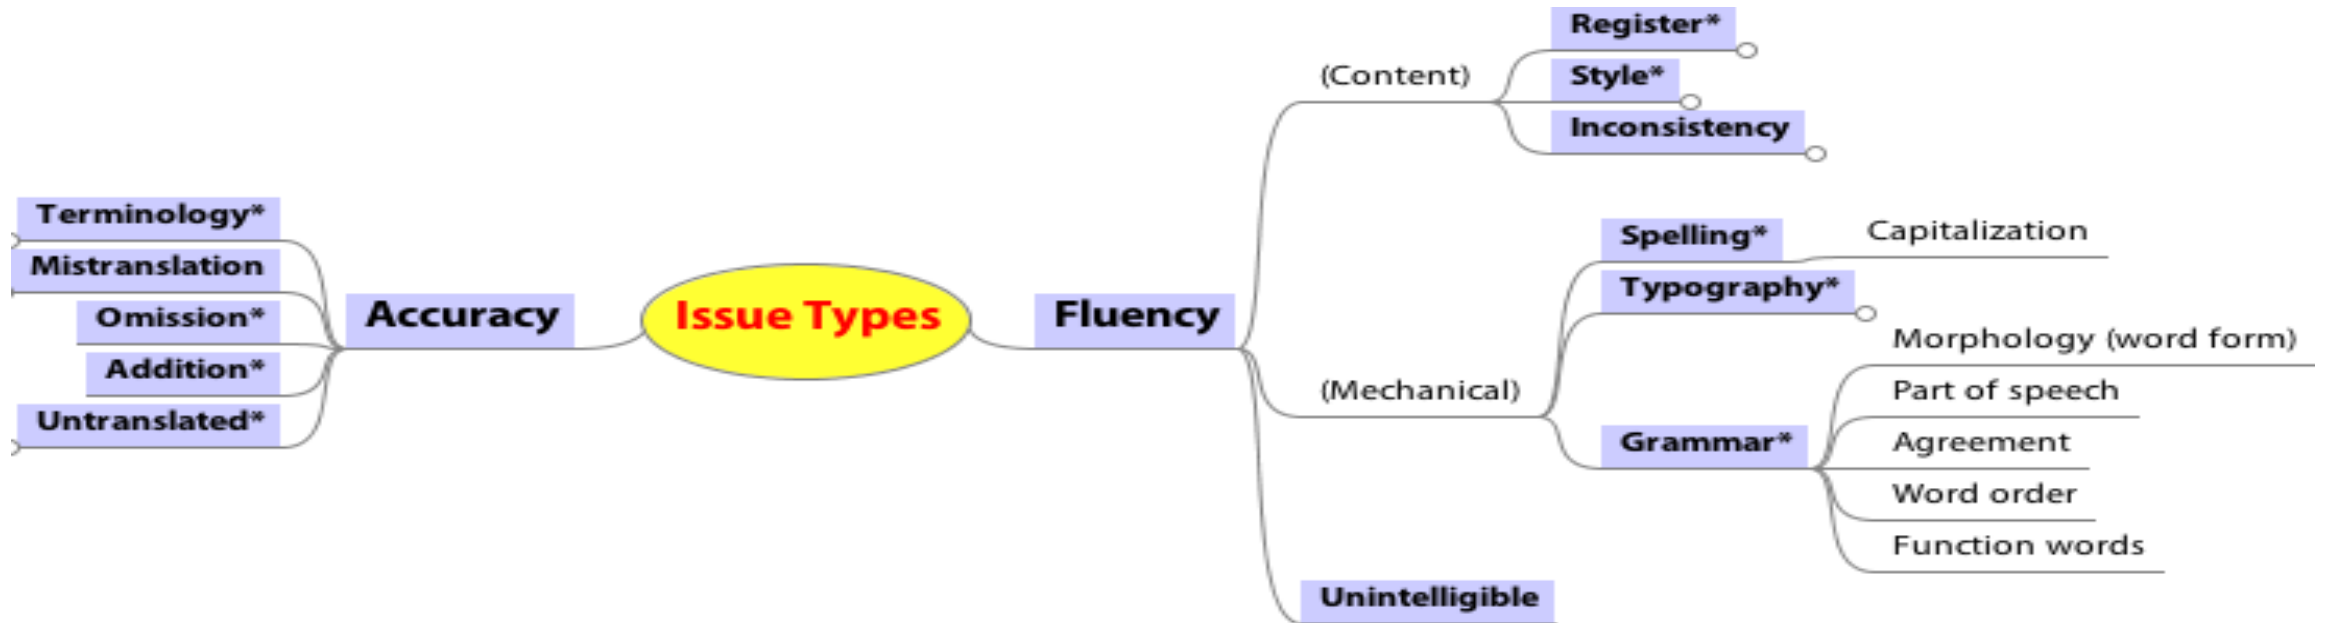 Register*
(Content)
Style*
Inconsistency
Terminology*
Mistranslation
Omission*
Addition*
Untranslated*
Accuracy
Issue Types
Fluency
Spelling*
Capitalization
Typography*
(Mechanical)
Morphology (word form)
Part of speech
Grammar*
Agreement
Word order
Function words
Unintelligible